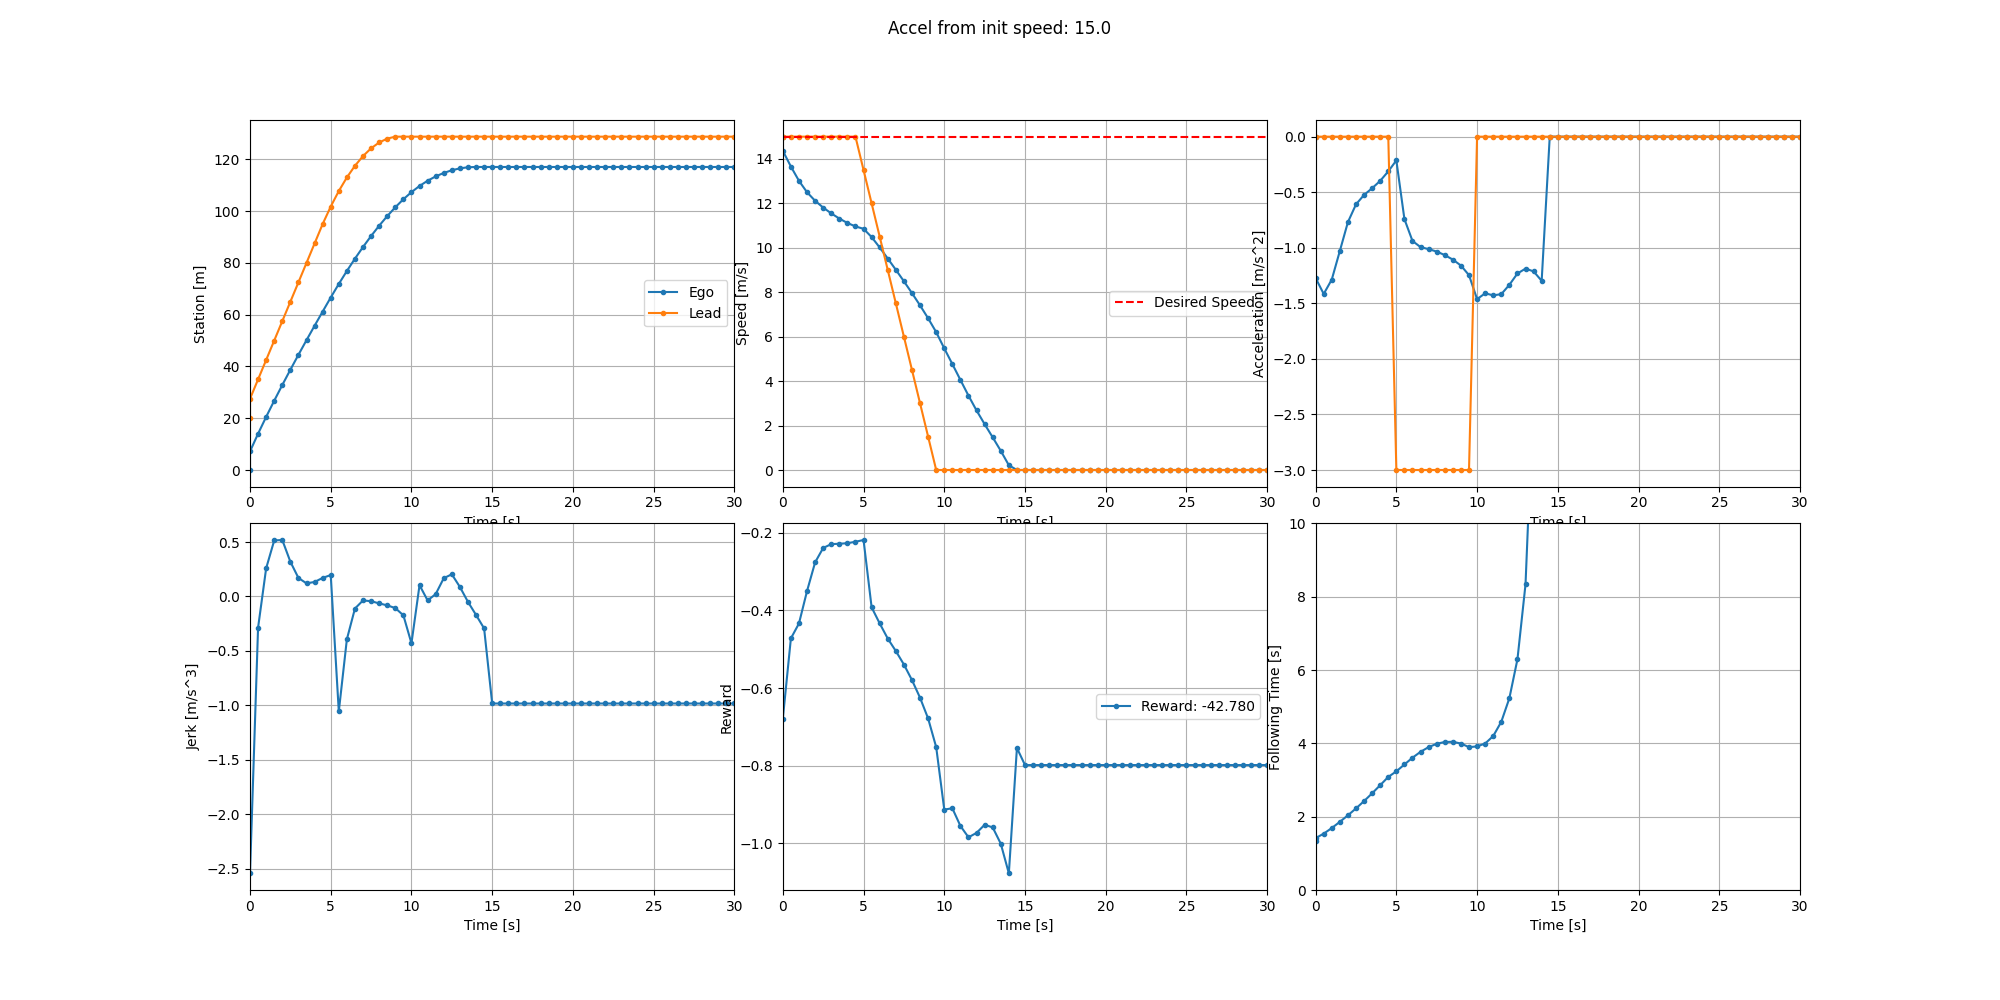 Accel from init speed: 15.0
Station [m]
120
100
80
60
40
20
0
Ego
Lead
0 5 10 15 20 25 30
Time [s]
Speed [m/s]
14
12
10
8
6
4
2
0
Desired Speed
0 5 10 15 20 25 30
Time [s]
Acceleration [m/s^2]
0.0
−0.5
−1.0
−1.5
−2.0
−2.5
−3.0
0 5 10 15 20 25 30
Time [s]
Jerk [m/s^3]
0.5
0.0
−0.5
−1.0
−1.5
−2.0
−2.5
0 5 10 15 20 25 30
Time [s]
Reward
−0.2
−0.4
−0.6
−0.8
−1.0
Reward: -42.780
0 5 10 15 20 25 30
Time [s]
Following Time [s]
10
8
6
4
2
0
0 5 10 15 20 25 30
Time [s]